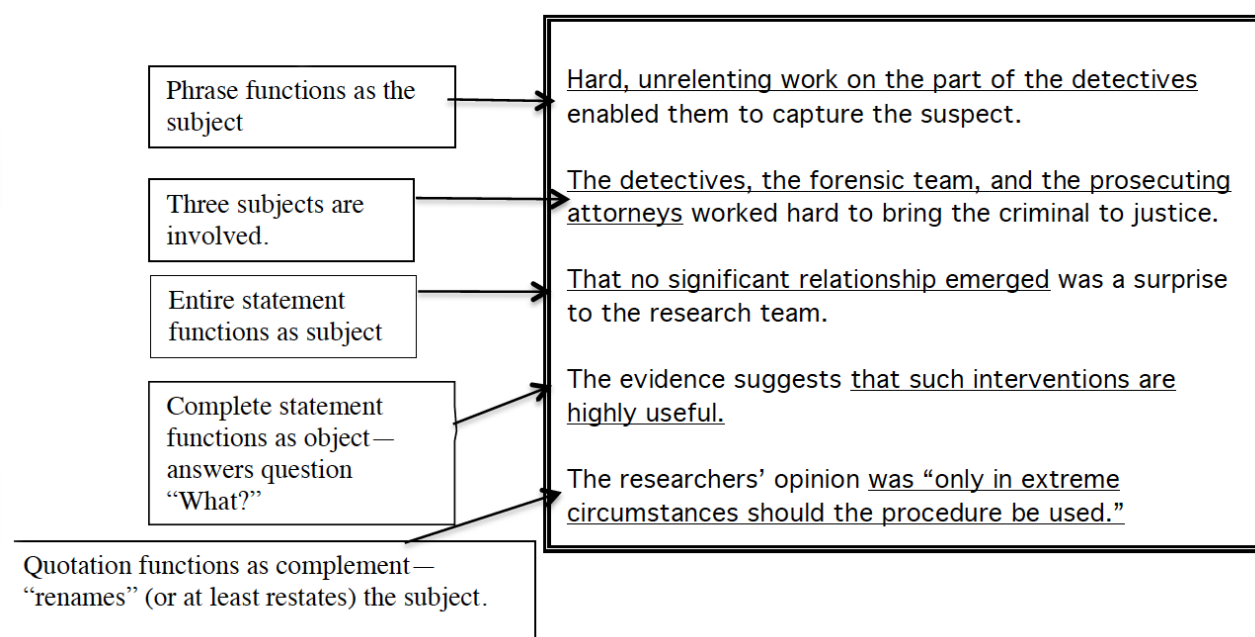 Phrase functions as the
subject
Hard, unrelenting work on the part of the detectives
enabled them to capture the suspect.
Three subjects are
involved.
The detectives, the forensic team, and the prosecuting
attorneys worked hard to bring the criminal to justice.
Entire statement
functions as subject
That no significant relationship emerged was a surprise
to the research team.
Complete statement
functions as object—
answers question
“What?”
The evidence suggests that such interventions are
highly useful.
Quotation functions as complement—
“renames” (or at least restates) the subject.
The researchers’ opinion was “only in extreme
circumstances should the procedure be used.”